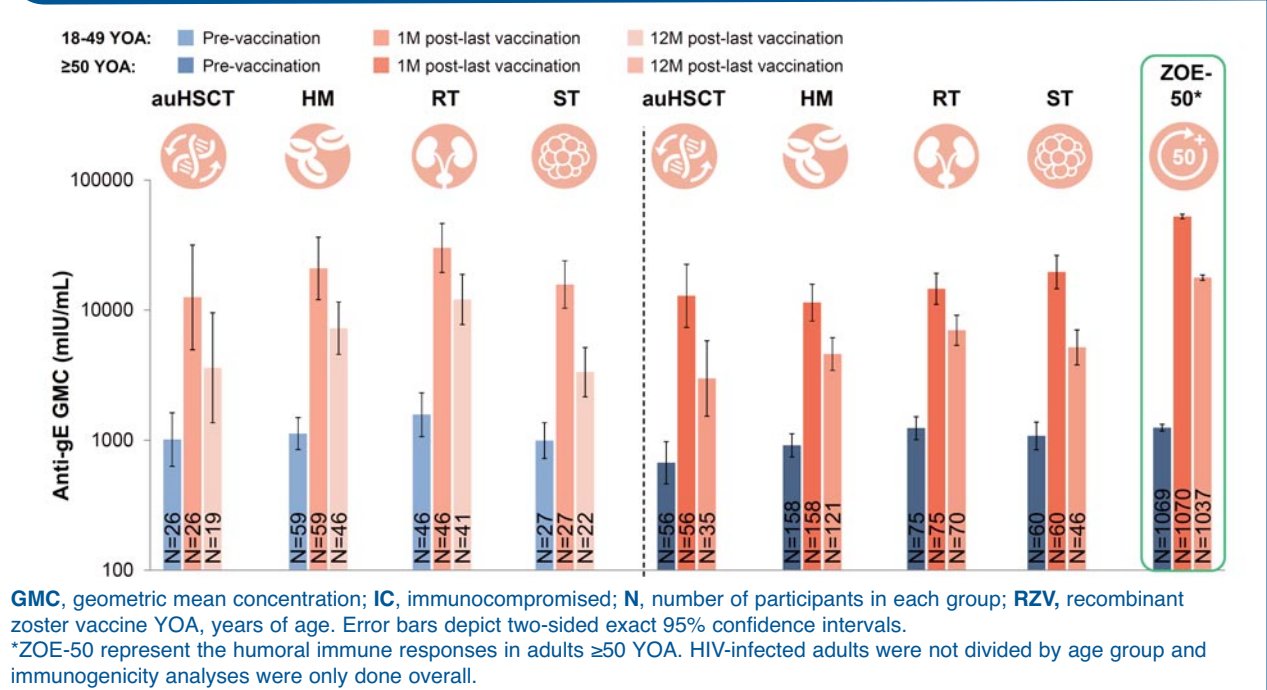 18-49 YOA: Pre-vaccination 1M post-last vaccination 12M post-last vaccination
≥50 YOA: Pre-vaccination 1M post-last vaccination 12M post-last vaccination
auHSCT HM RT ST auHSCT HM RT ST ZOE-
50*
50
+
100000
10000
1000
100
Anti-gE GMC (mIU/mL)
N=26 N=26 N=19 N=59 N=59 N=46 N=46 N=46 N=41 N=27 N=27 N=22 N=56 N=56 N=35 N=158 N=158 N=121 N=75 N=75 N=70 N=60 N=60 N=46 N=1069 N=1070 N=1037
GMC, geometric mean concentration; IC, immunocompromised; N, number of participants in each group; RZV, recombinant
zoster vaccine YOA, years of age. Error bars depict two-sided exact 95% confidence intervals.
*ZOE-50 represent the humoral immune responses in adults ≥50 YOA. HIV-infected adults were not divided by age group and
immunogenicity analyses were only done overall.